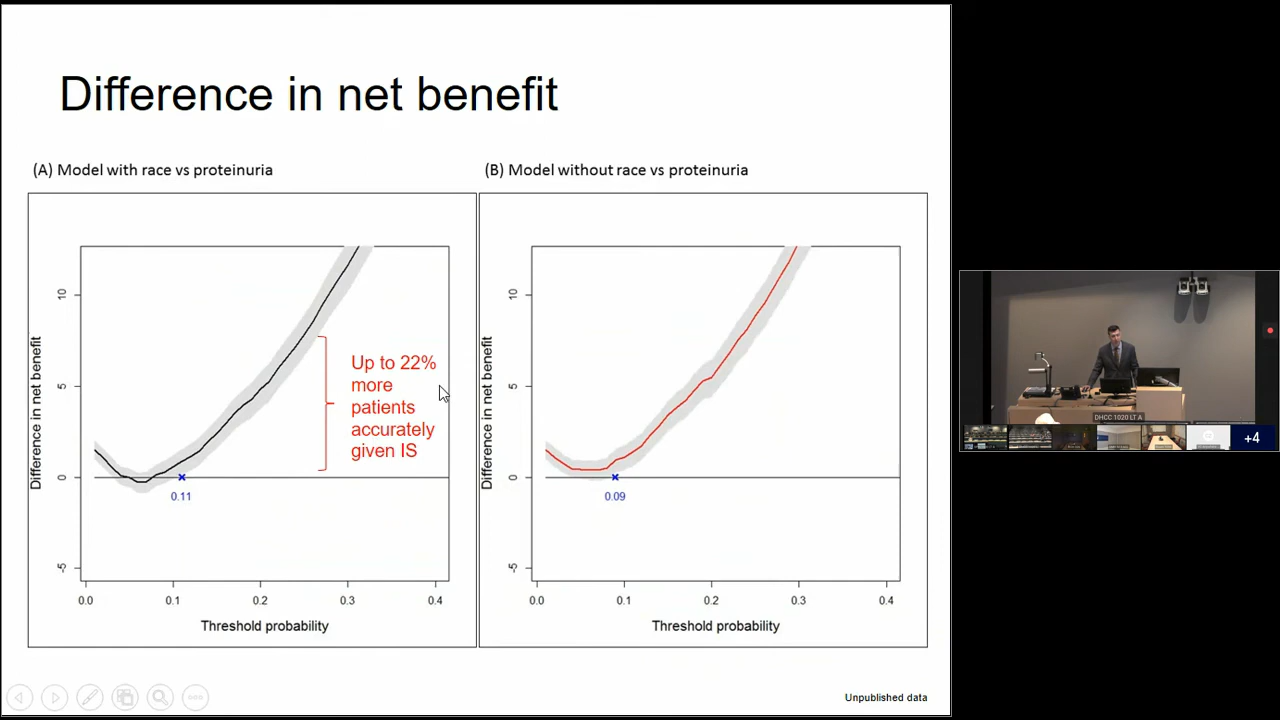 Difference in net benefit
(A) Model with race vs proteinuria
(B) Model without race vs proteinuria
Difference in net benefit
10
5
0
-5
0.11
Up to 22%
more
patients
accurately
given IS
0.0
0.1
0.2
0.3
0.4
Threshold probability
Difference in net benefit
10
5
0
-5
0.09
0.0
0.1
0.2
0.3
0.4
Threshold probability
Unpublished data
DHCC 1020 LT A
+4